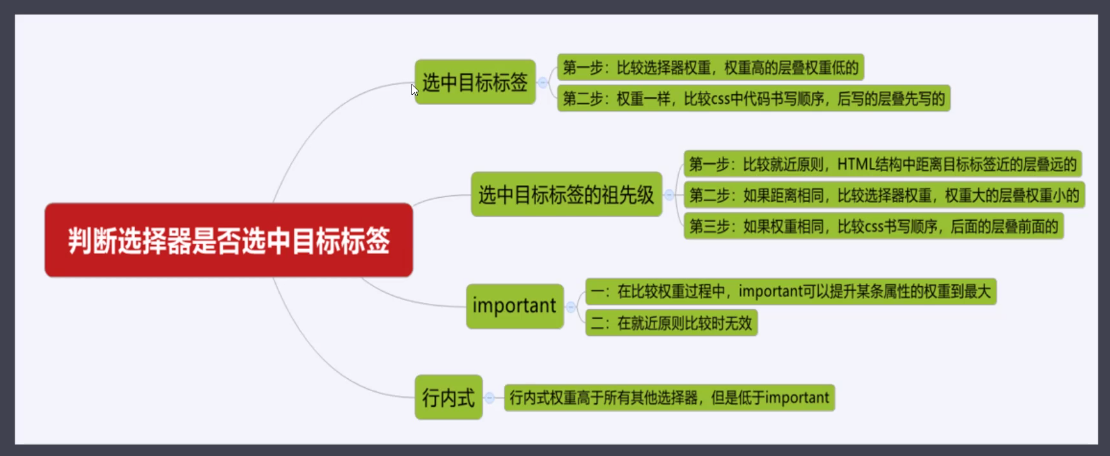 判断选择器是否选中目标标签
选中目标标签
第一步：比较选择器权重，权重高的层叠权重低的
第二步：权重一样，比较css中代码书写顺序，后写的层叠先写的
选中目标标签的祖先级
第一步：比较就近原则，HTML结构中距离目标标签近的层叠远的
第二步：如果距离相同，比较选择器权重，权重大的层叠权重小的
第三步：如果权重相同，比较css书写顺序，后面的层叠前面的
important
一：在比较权重过程中，important可以提升某条属性的权重到最大
二：在就近原则比较时无效
行内式
行内式权重高于所有其他选择器，但是低于important